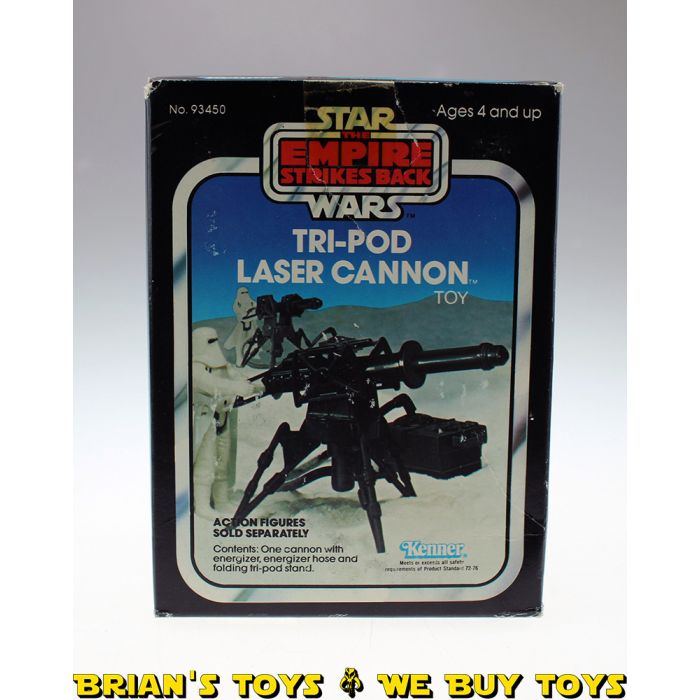 No. 93450
Ages 4 and up
STAR
THE
EMPIRE
STRIKES BACK
WARS™
TRI-POD
LASER CANNON™
TOY
ACTION FIGURES
SOLD SEPARATELY
Contents: One cannon with
energizer, energizer hose and
folding tri-pod stand.
Kenner
Meets or exceeds all safety
requirements of Product Standard 72-76
BRIAN'S TOYS WE BUY TOYS